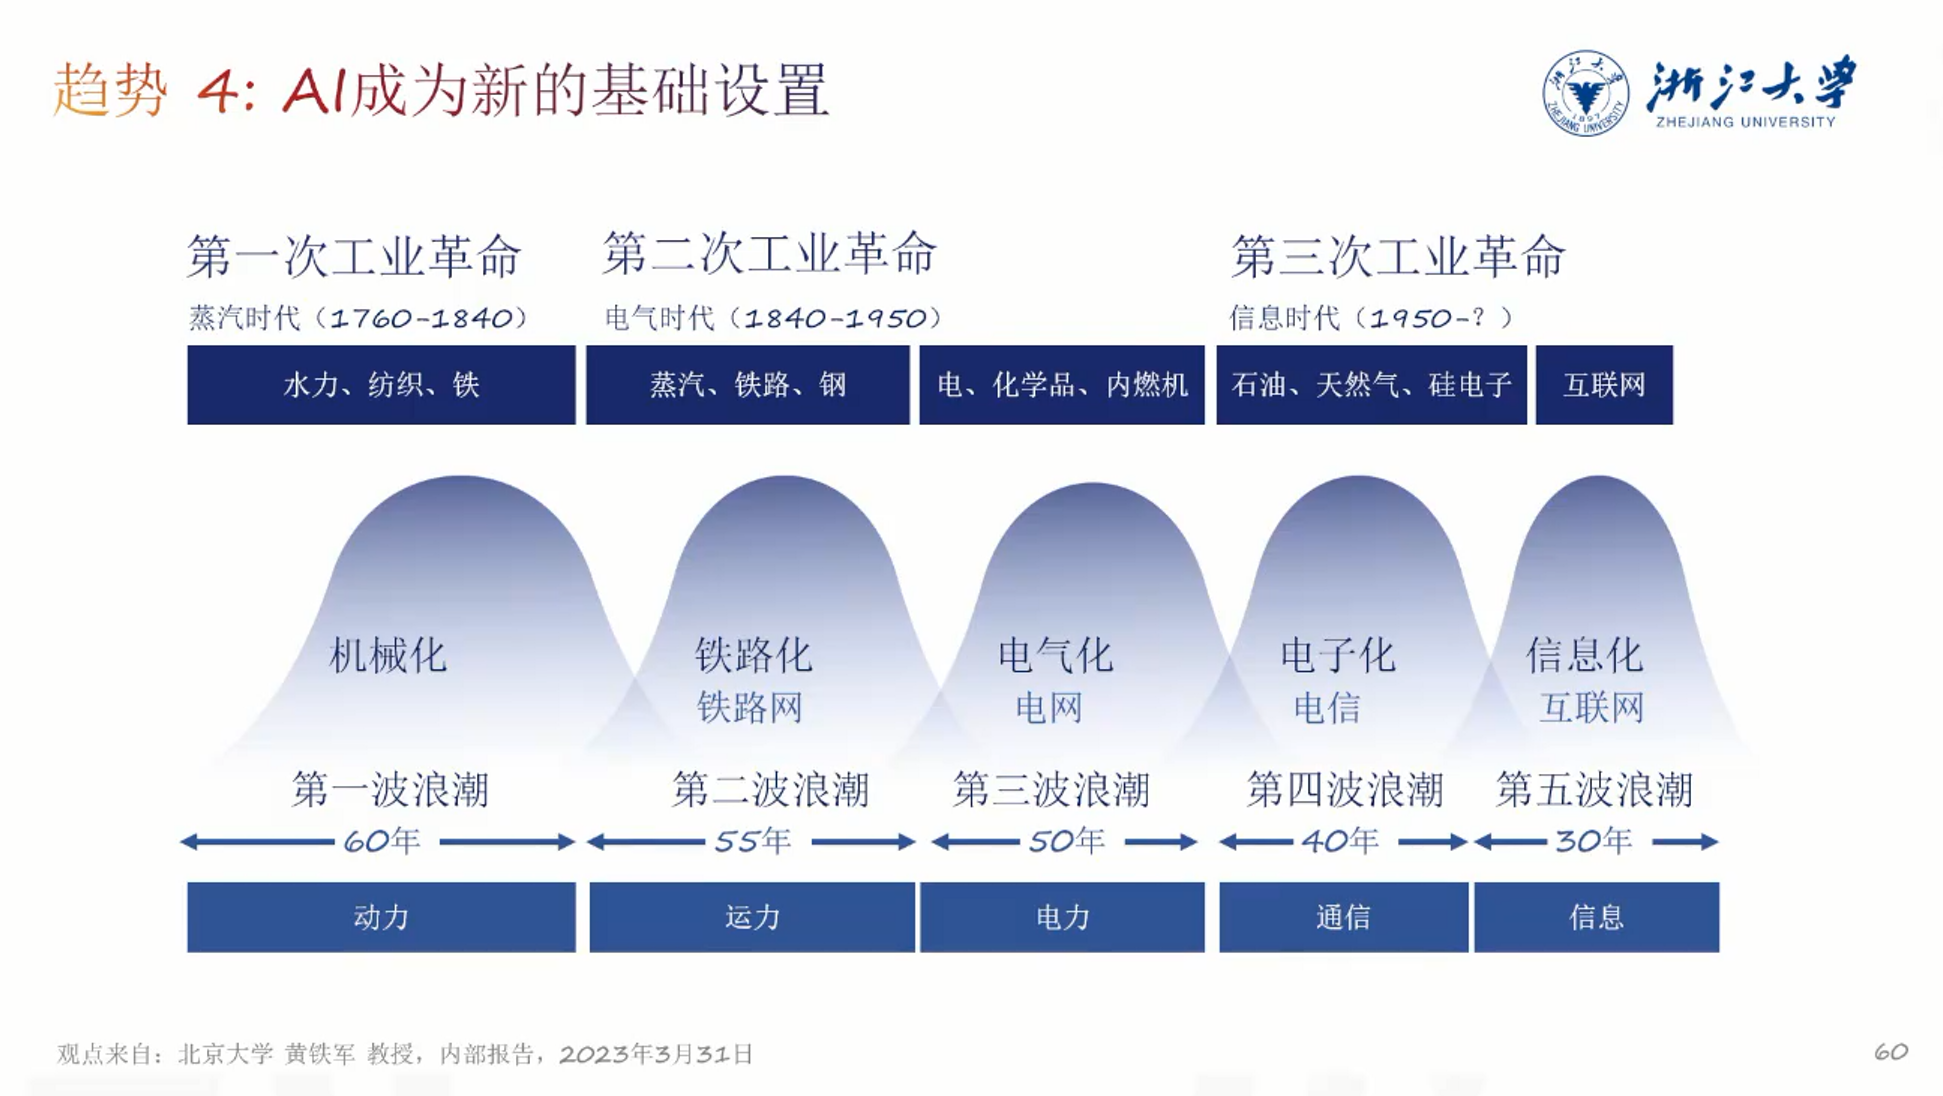 趋势 4: AI成为新的基础设置
浙江大学
ZHEJIANG UNIVERSITY
浙江大学
ZHEJIANG UNIVERSITY
1897
第一次工业革命
第二次工业革命
第三次工业革命
蒸汽时代（1760-1840）
电气时代（1840-1950）
信息时代（1950-？）
水力、纺织、铁
蒸汽、铁路、钢
电、化学品、内燃机
石油、天然气、硅电子
互联网
机械化
铁路化
电气化
电子化
信息化
铁路网
电网
电信
互联网
第一波浪潮
第二波浪潮
第三波浪潮
第四波浪潮
第五波浪潮
60年
55年
50年
40年
30年
动力
运力
电力
通信
信息
观点来自：北京大学 黄铁军 教授，内部报告，2023年3月31日
60